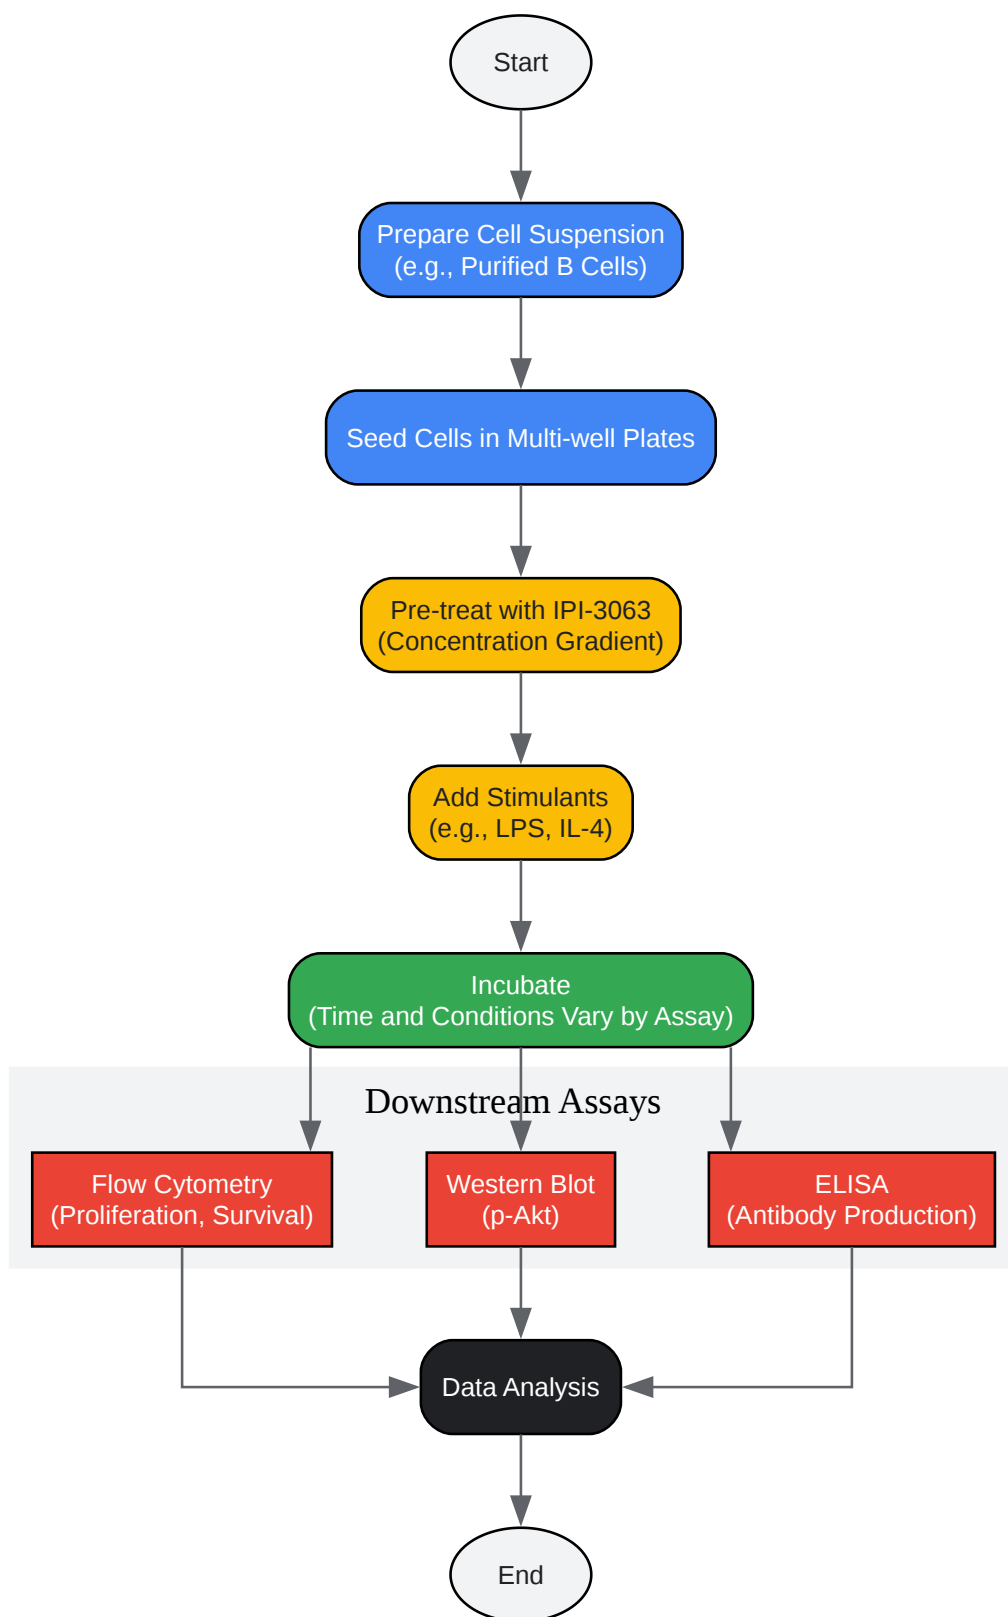 Start
Prepare Cell Suspension
(e.g., Purified B Cells)
Seed Cells in Multi-well Plates
Pre-treat with IPI-3063
(Concentration Gradient)
Add Stimulants
(e.g., LPS, IL-4)
Incubate
(Time and Conditions Vary by Assay)
Downstream Assays
Flow Cytometry
(Proliferation, Survival)
Western Blot
(p-Akt)
ELISA
(Antibody Production)
Data Analysis
End